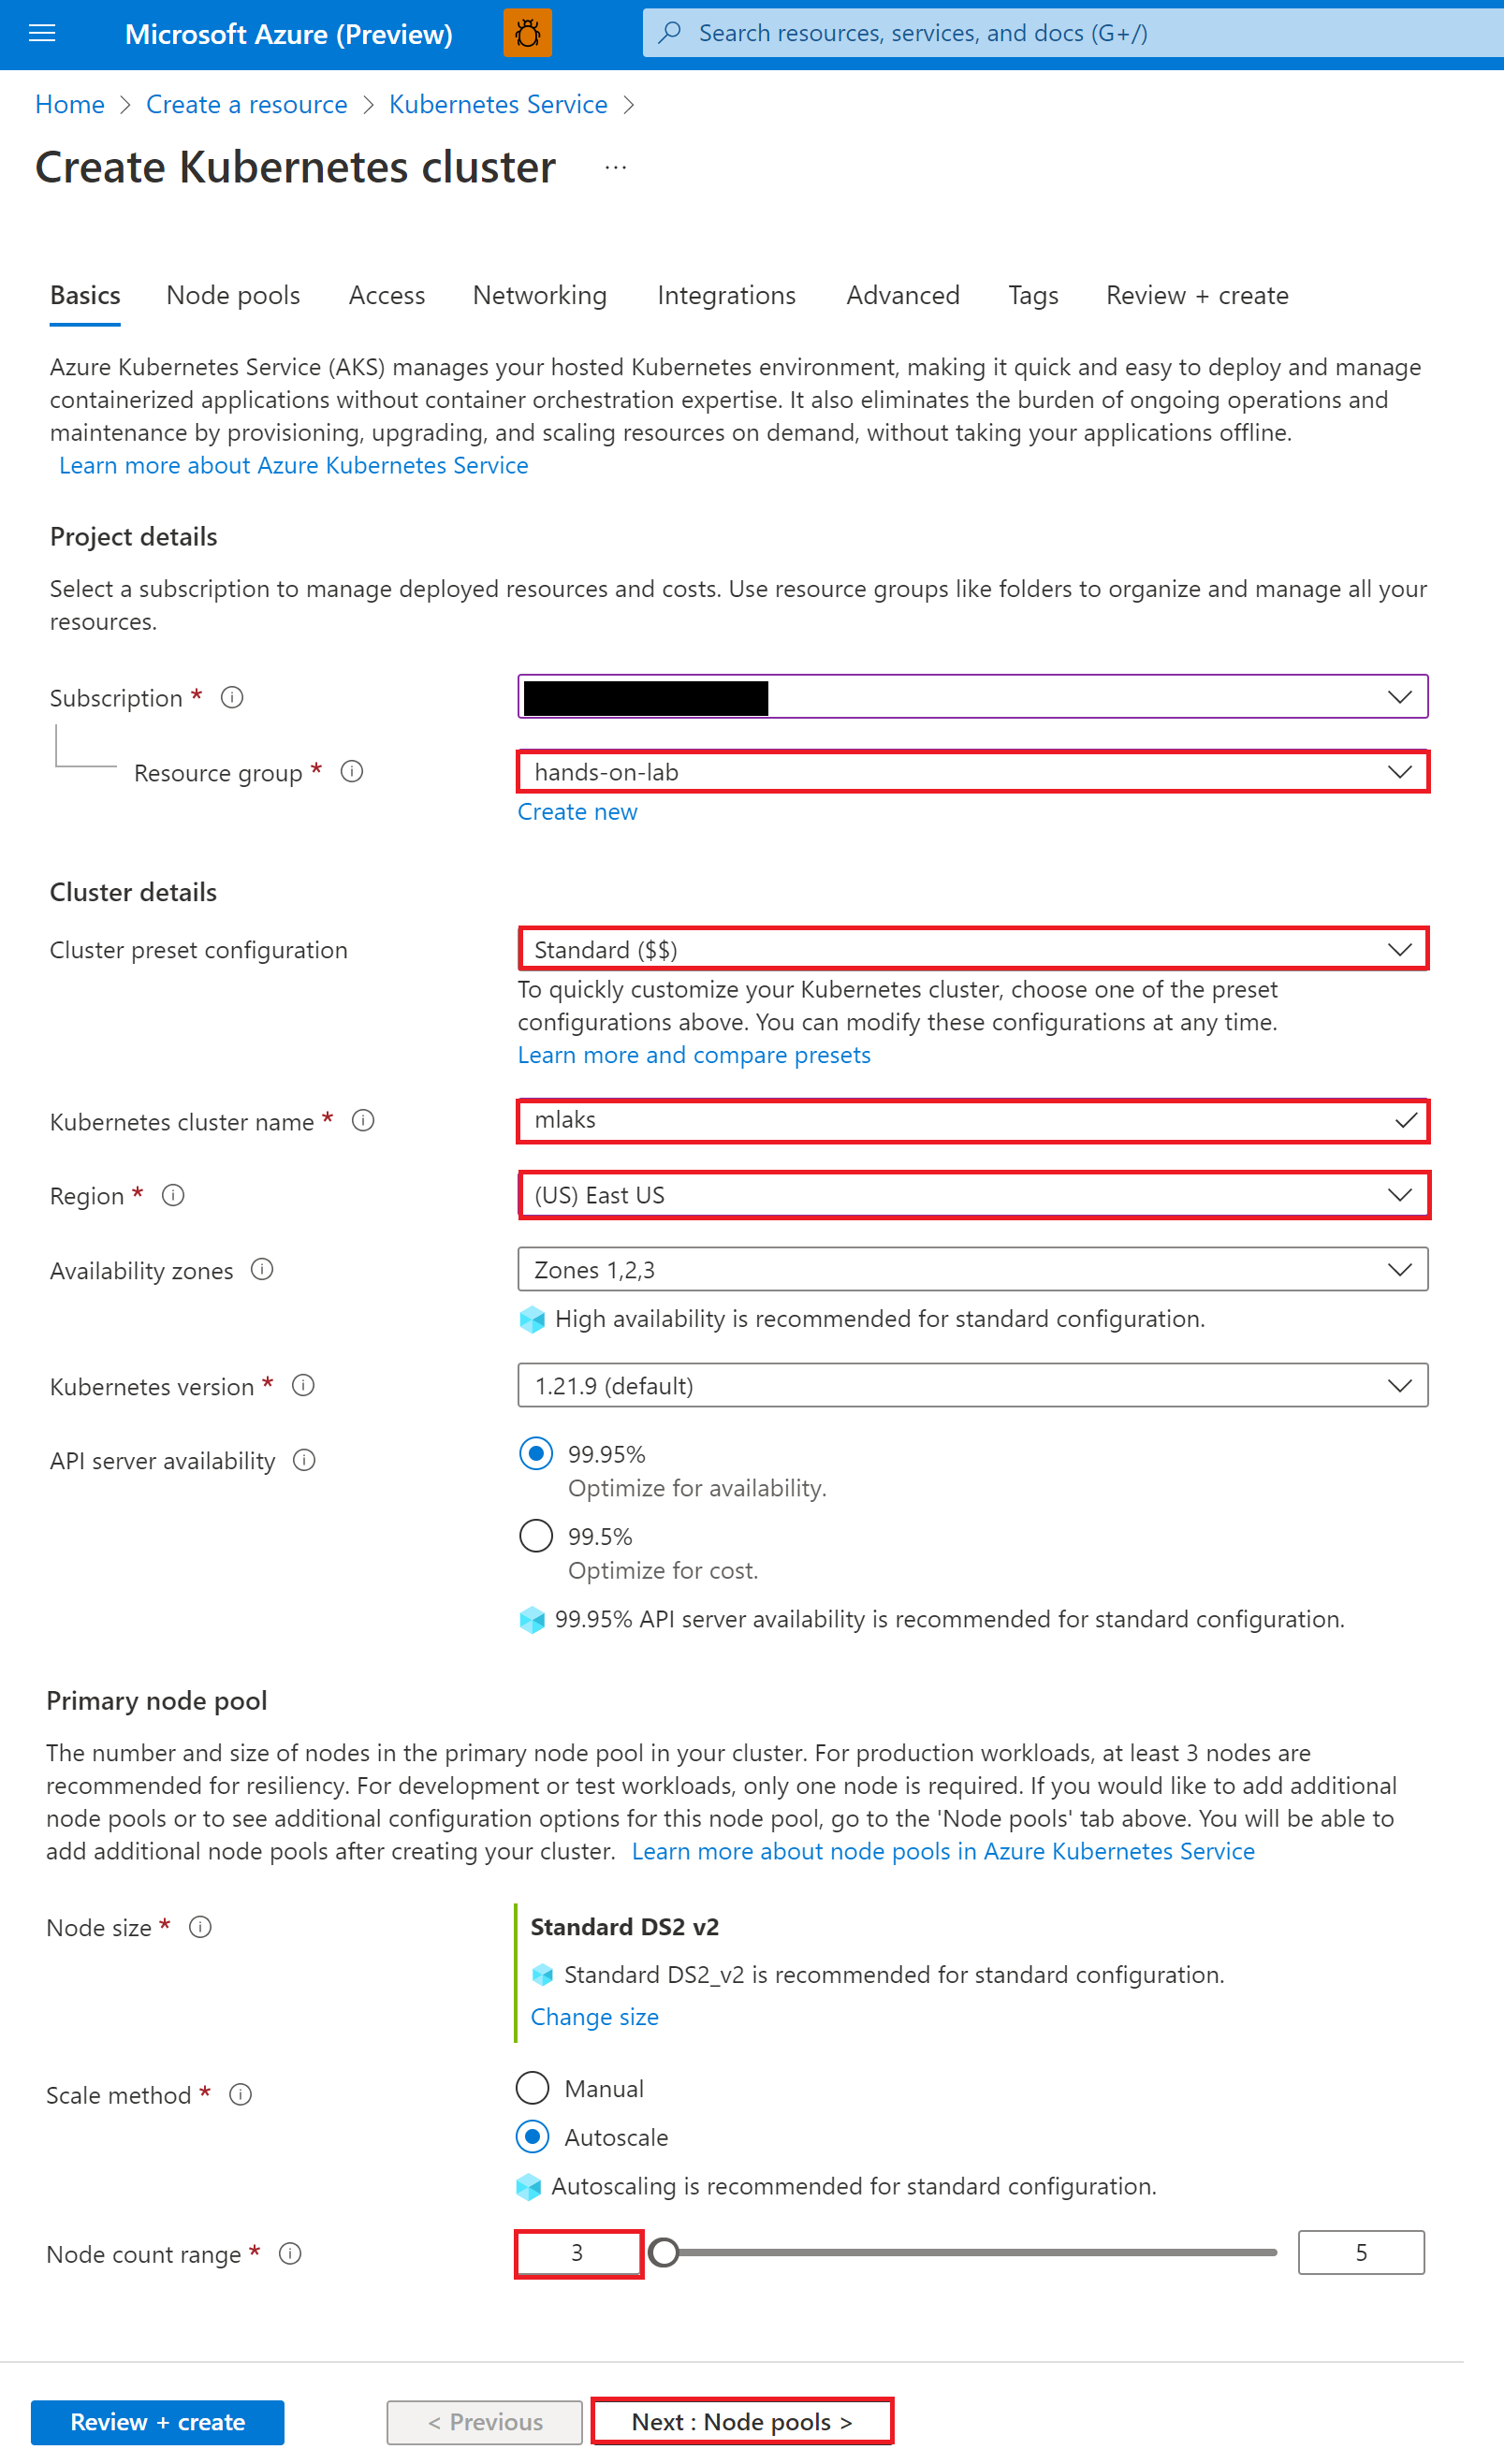 Microsoft Azure (Preview)
Search resources, services, and docs (G+/)
Home > Create a resource > Kubernetes Service >
Create Kubernetes cluster ...
Basics Node pools Access Networking Integrations Advanced Tags Review + create
Azure Kubernetes Service (AKS) manages your hosted Kubernetes environment, making it quick and easy to deploy and manage
containerized applications without container orchestration expertise. It also eliminates the burden of ongoing operations and
maintenance by provisioning, upgrading, and scaling resources on demand, without taking your applications offline.
Learn more about Azure Kubernetes Service
Project details
Select a subscription to manage deployed resources and costs. Use resource groups like folders to organize and manage all your
resources.
Subscription *
Resource group * hands-on-lab
Create new
Cluster details
Cluster preset configuration Standard ($$)
To quickly customize your Kubernetes cluster, choose one of the preset
configurations above. You can modify these configurations at any time.
Learn more and compare presets
Kubernetes cluster name * mlaks
Region * (US) East US
Availability zones Zones 1,2,3
High availability is recommended for standard configuration.
Kubernetes version * 1.21.9 (default)
API server availability 99.95%
Optimize for availability.
99.5%
Optimize for cost.
99.95% API server availability is recommended for standard configuration.
Primary node pool
The number and size of nodes in the primary node pool in your cluster. For production workloads, at least 3 nodes are
recommended for resiliency. For development or test workloads, only one node is required. If you would like to add additional
node pools or to see additional configuration options for this node pool, go to the 'Node pools' tab above. You will be able to
add additional node pools after creating your cluster. Learn more about node pools in Azure Kubernetes Service
Node size * Standard DS2 v2
Standard DS2_v2 is recommended for standard configuration.
Change size
Scale method * Manual
Autoscale
Autoscaling is recommended for standard configuration.
Node count range * 3 5
Review + create < Previous Next : Node pools >